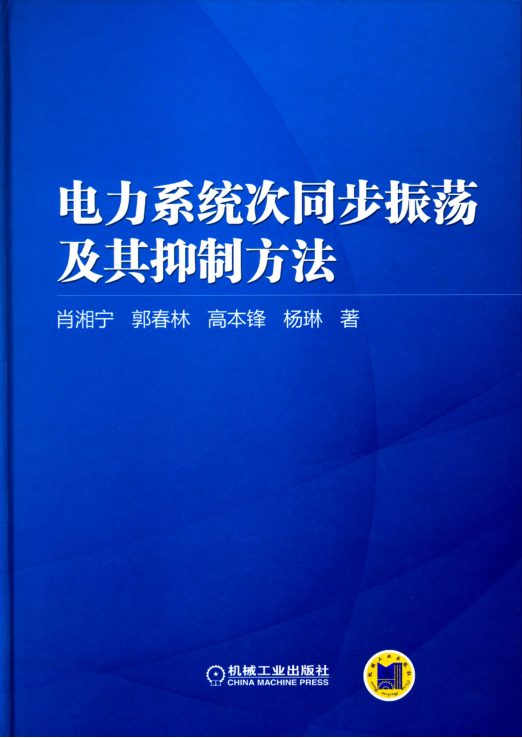 电力系统次同步振荡
及其抑制方法
肖湘宁 郭春林 高本锋 杨琳 著
机械工业出版社
CHINA MACHINE PRESS